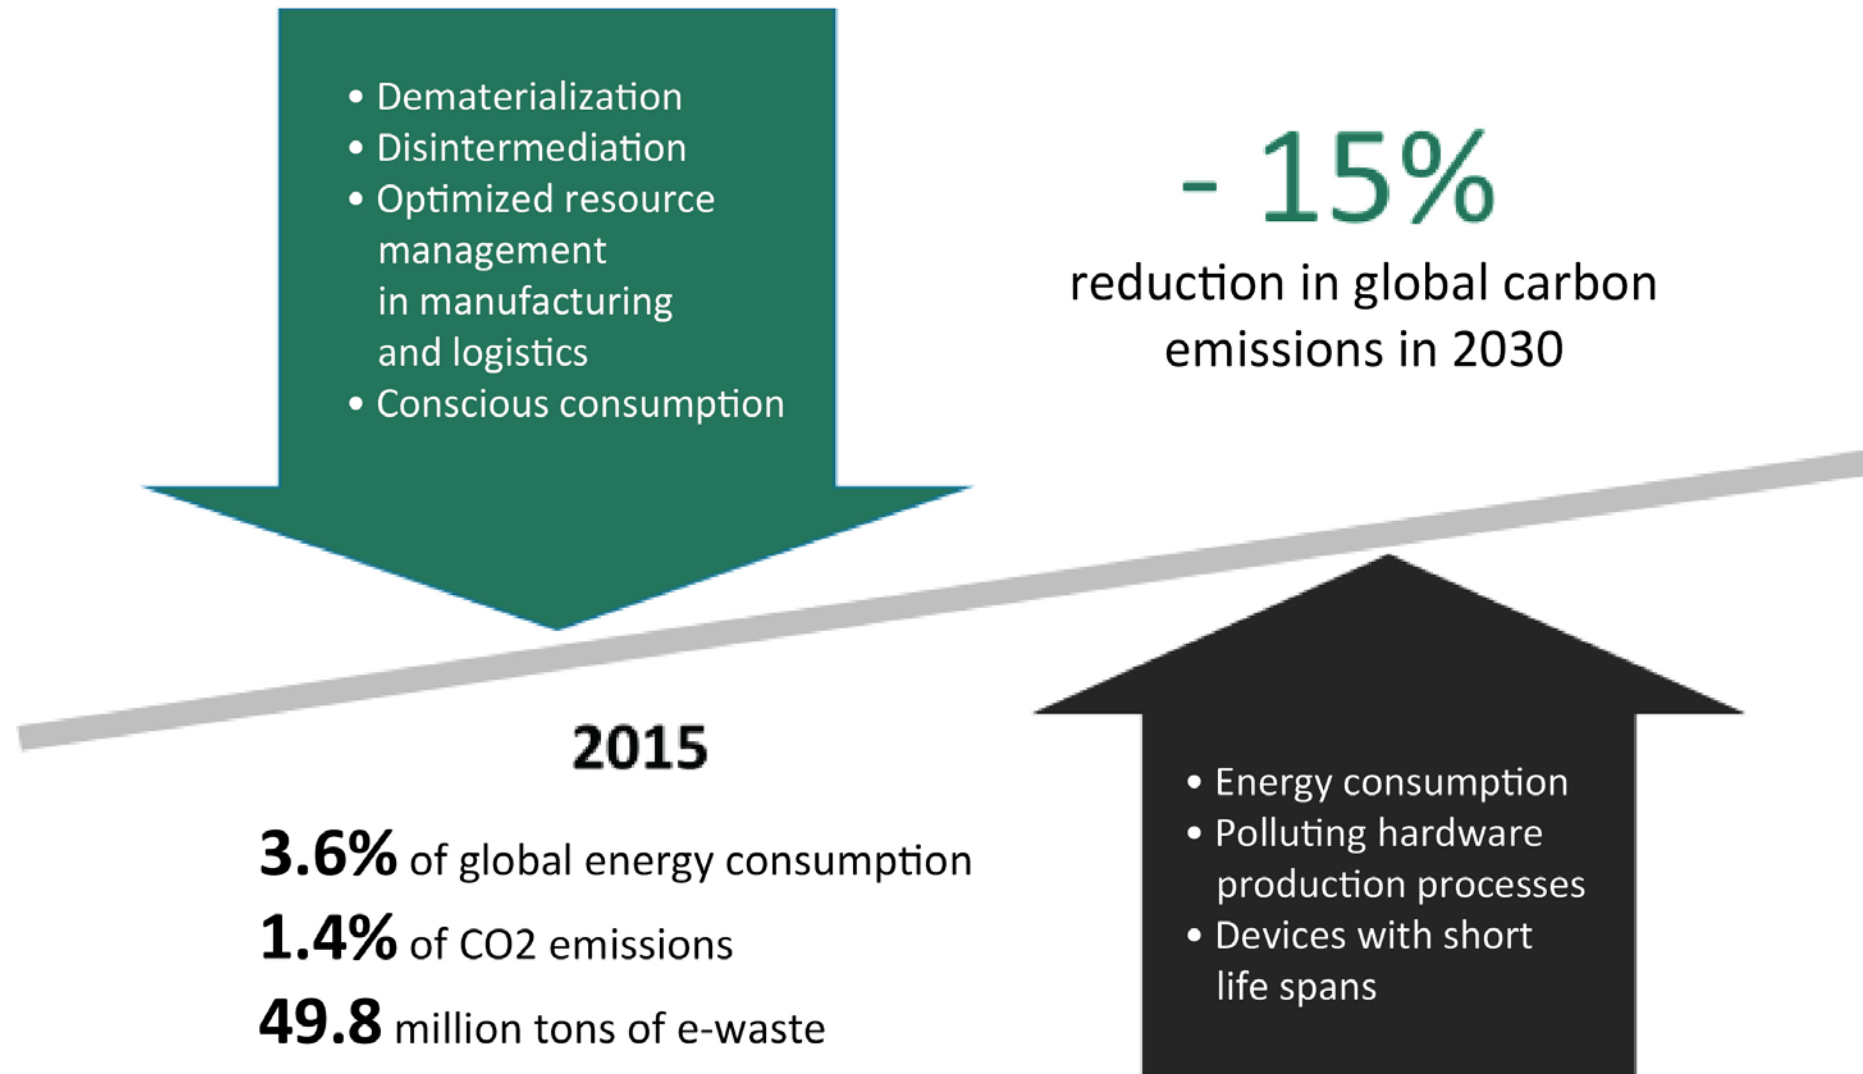 • Dematerialization
• Disintermediation
• Optimized resource
management
in manufacturing
and logistics
• Conscious consumption
- 15%
reduction in global carbon
emissions in 2030
2015
3.6% of global energy consumption
1.4% of CO2 emissions
49.8 million tons of e-waste
• Energy consumption
• Polluting hardware
production processes
• Devices with short
life spans